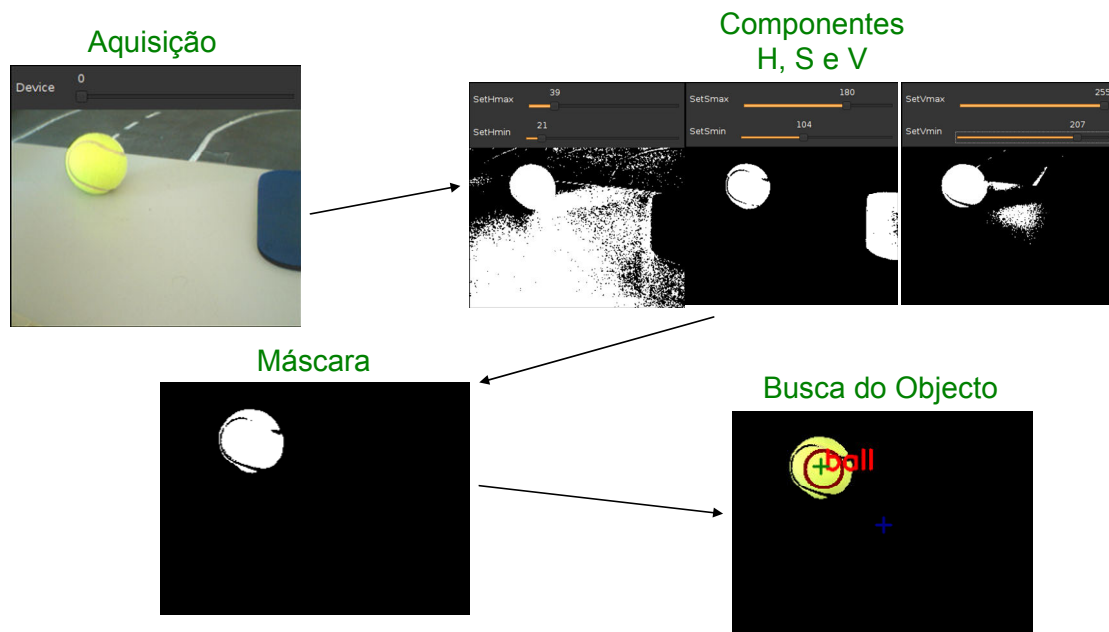 Aquisição
Device 0
Componentes
H, S e V
SetHmax 39
SetHmin 21
SetSmax 180
SetSmin 104
SetVmax 255
SetVmin 207
Máscara
Busca do Objecto
ball